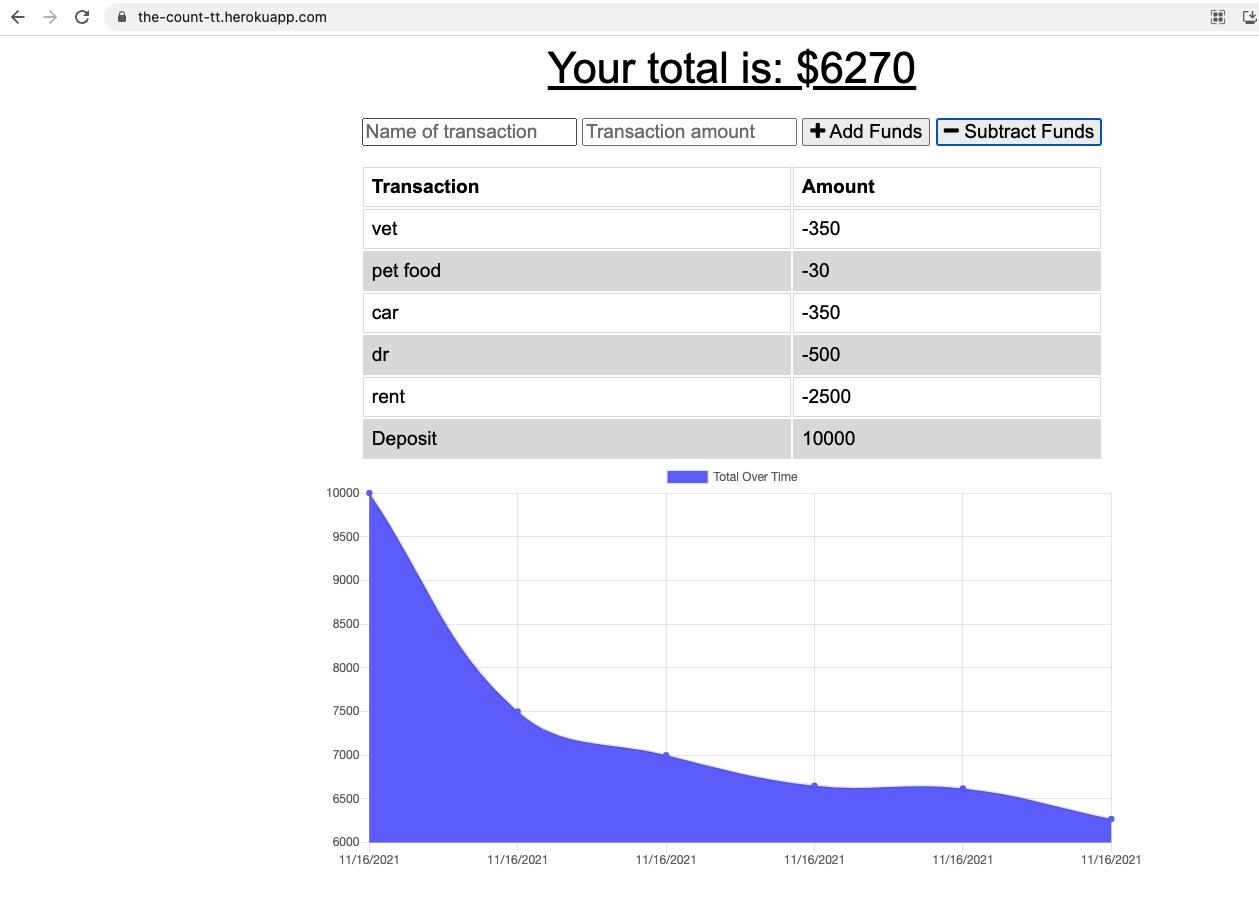 the-count-tt.herokuapp.com
Your total is: $6270
Name of transaction Transaction amount Add Funds Subtract Funds
Transaction Amount
vet -350
pet food -30
car -350
dr -500
rent -2500
Deposit 10000
Total Over Time
10000
9500
9000
8500
8000
7500
7000
6500
6000
11/16/2021 11/16/2021 11/16/2021 11/16/2021 11/16/2021 11/16/2021